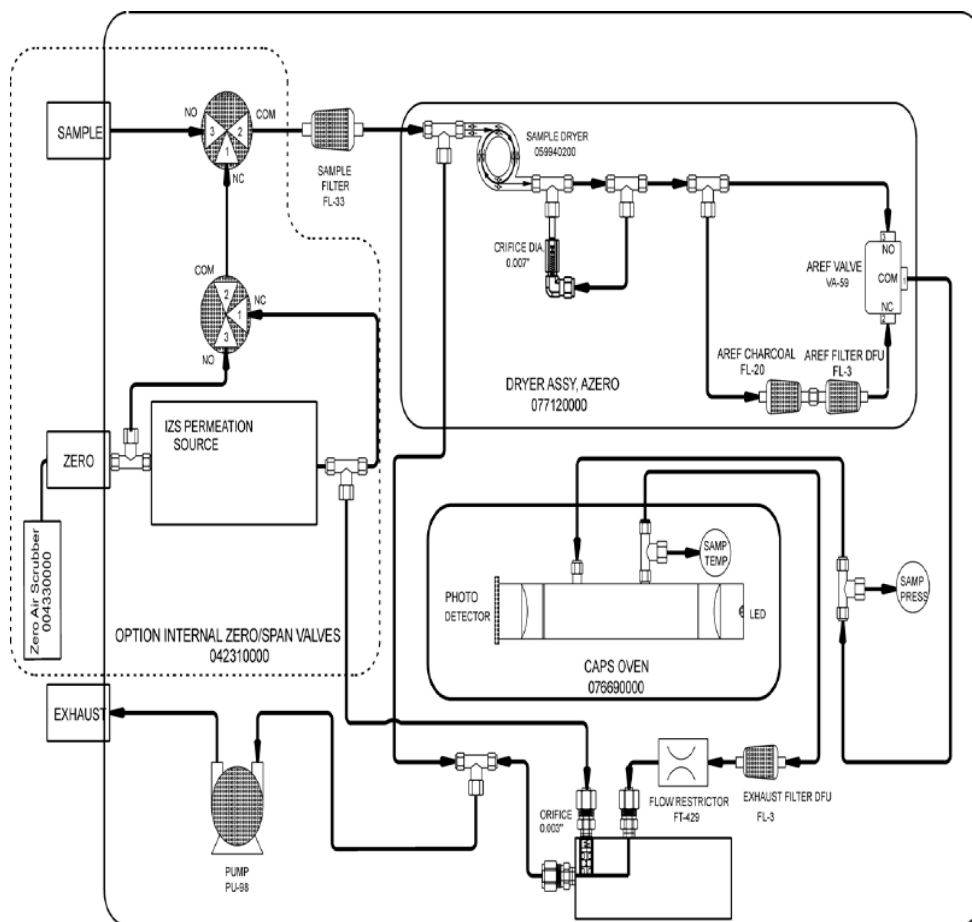 SAMPLE
NO
COM
3
2
1
NC
SAMPLE
FILTER
FL-33
SAMPLE DRYER
059940200
ORIFICE DIA.
0.007"
2
NO
AREF VALVE
VA-59
COM
1
NC
2
AREF CHARCOAL
FL-20
AREF FILTER DFU
FL-3
DRYER ASSY, AZERO
077120000
COM
NC
2
1
3
NO
ZERO
IZS PERMEATION
SOURCE
Zero Air Scrubber
004330000
OPTION INTERNAL ZERO/SPAN VALVES
042310000
SAMP
TEMP
SAMP
PRESS
PHOTO
DETECTOR
LED
CAPS OVEN
076690000
EXHAUST
PUMP
PU-98
ORIFICE
0.003"
FLOW RESTRICTOR
FT-429
EXHAUST FILTER DFU
FL-3